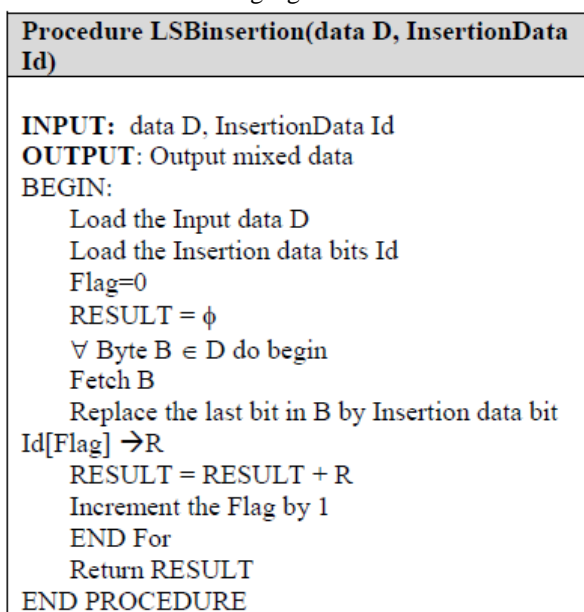 Procedure LSBinsertion(data D, InsertionData
Id)
INPUT: data D, InsertionData Id
OUTPUT: Output mixed data
BEGIN:
Load the Input data D
Load the Insertion data bits Id
Flag=0
RESULT = ϕ
∀ Byte B ∈ D do begin
Fetch B
Replace the last bit in B by Insertion data bit
Id[Flag] →R
RESULT = RESULT + R
Increment the Flag by 1
END For
Return RESULT
END PROCEDURE